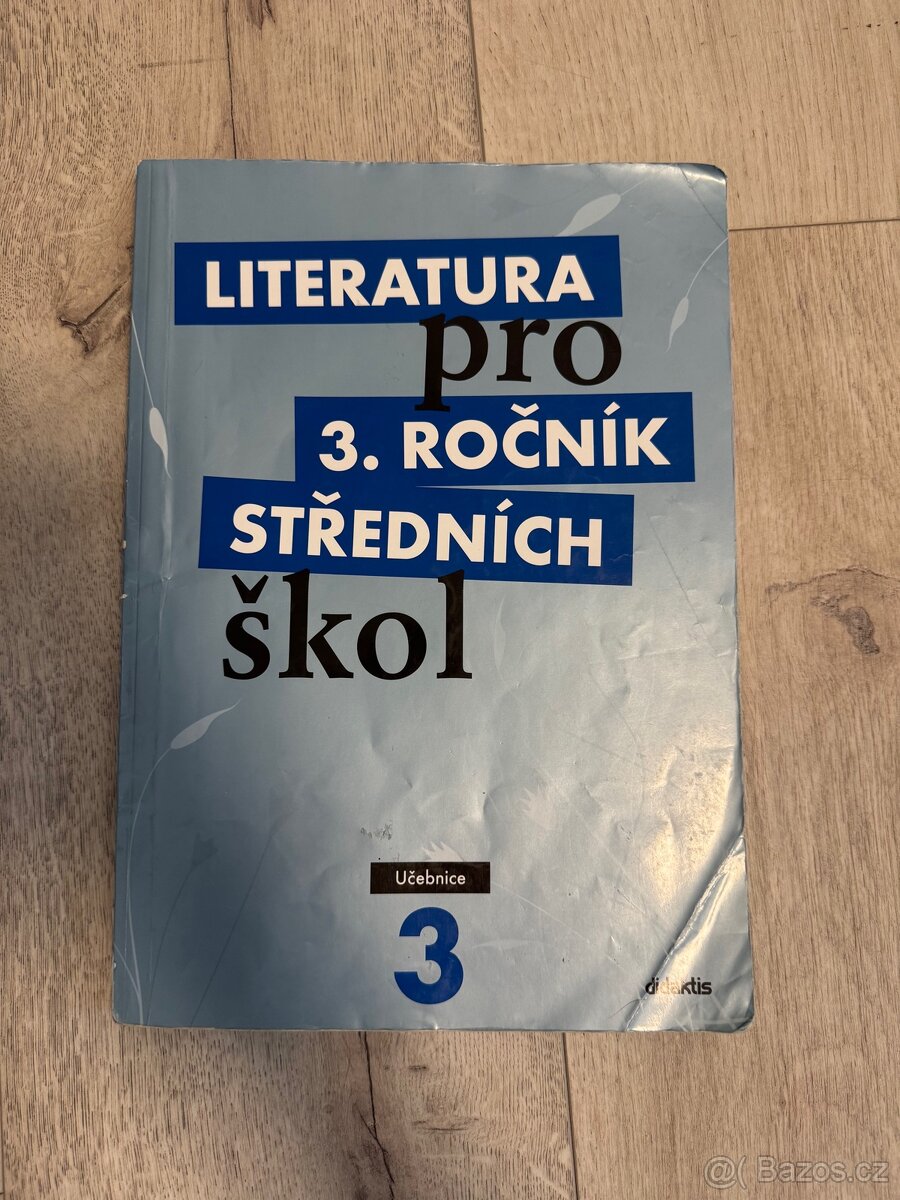 LITERATURA
pro
3. ROČNÍK
STŘEDNÍCH
škol
Učebnice
3
didaktis
@ Bazos.cz